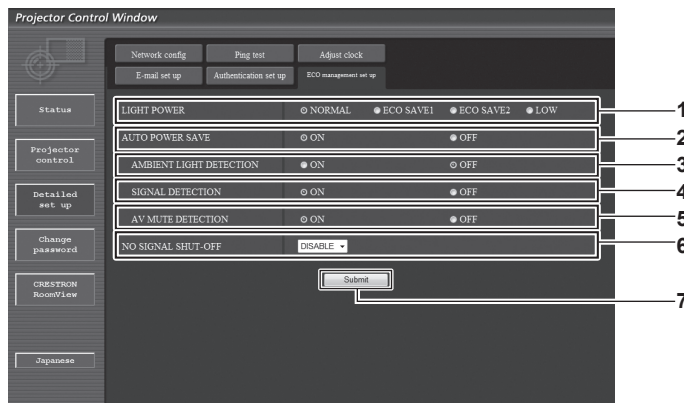 Projector Control Window
Network config Ping test Adjust clock
E-mail set up Authentication set up ECO management set up
Status
Projector control
Detailed set up
Change password
CRESTRON RoomView
Japanese
LIGHT POWER NORMAL ECO SAVE1 ECO SAVE2 LOW 1
AUTO POWER SAVE ON OFF 2
AMBIENT LIGHT DETECTION ON OFF 3
SIGNAL DETECTION ON OFF 4
AV MUTE DETECTION ON OFF 5
NO SIGNAL SHUT-OFF DISABLE 6
Submit 7